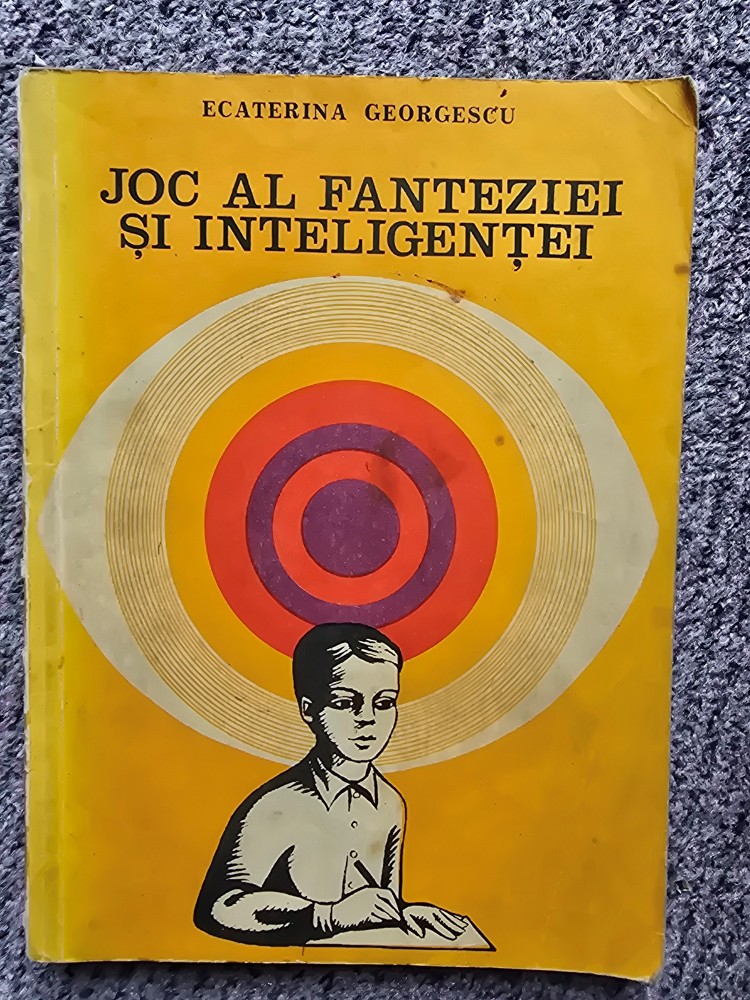 ECATERINA GEORGESCU
JOC AL FANTEZIEI
ȘI INTELIGENȚEI